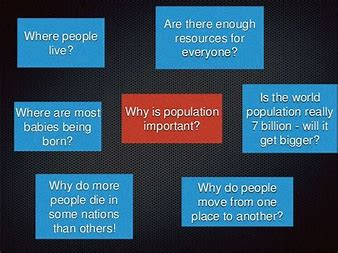 Where people
live?
Are there enough
resources for
everyone?
Where are most
babies being
born?
Why is population
important?
Is the world
population really
7 billion - will it
get bigger?
Why do more
people die in
some nations
than others!
Why do people
move from one
place to another?